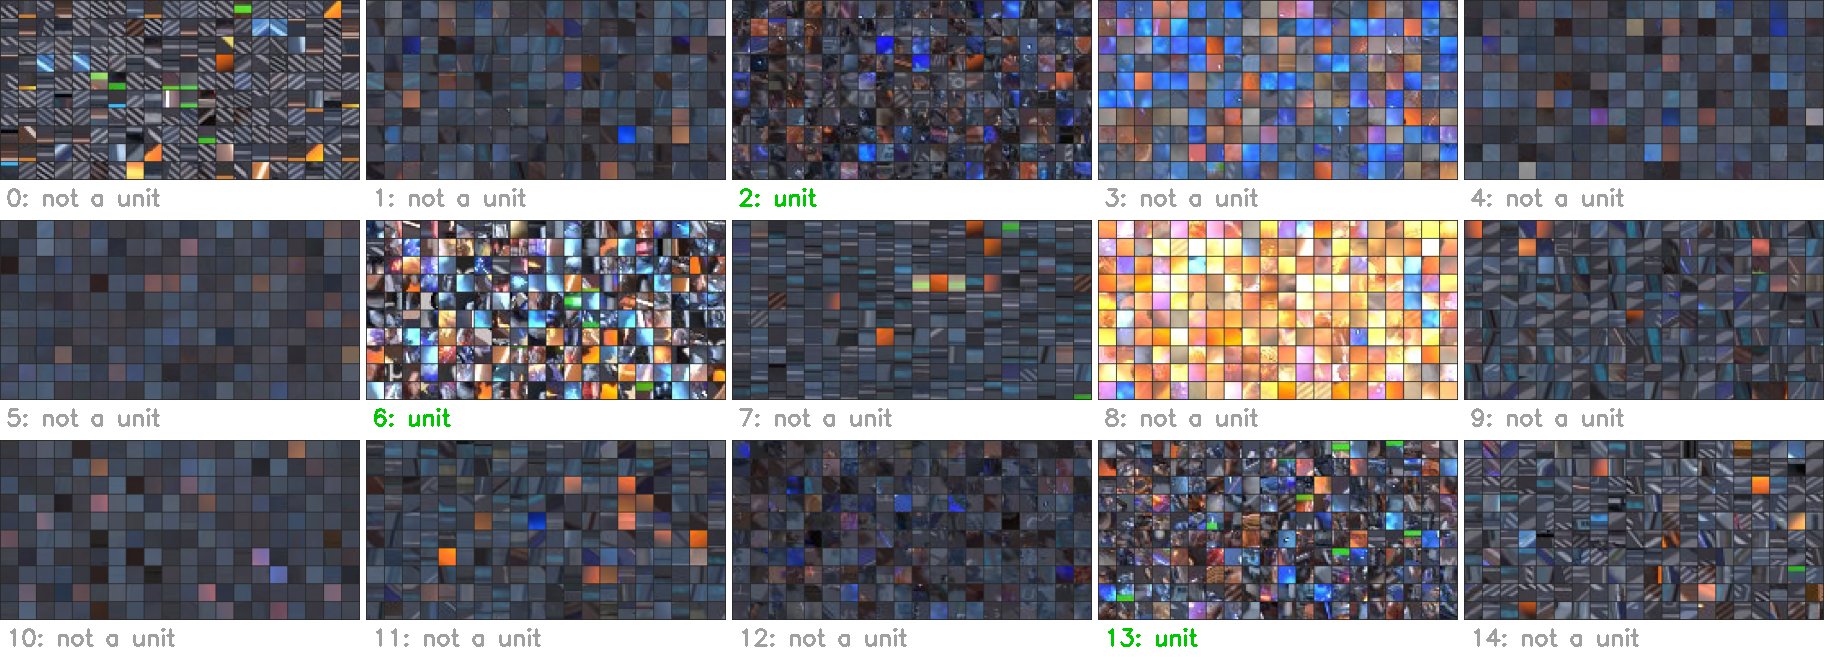 0: not a unit
1: not a unit
2: unit
3: not a unit
4: not a unit
5: not a unit
6: unit
7: not a unit
8: not a unit
9: not a unit
10: not a unit
11: not a unit
12: not a unit
13: unit
14: not a unit